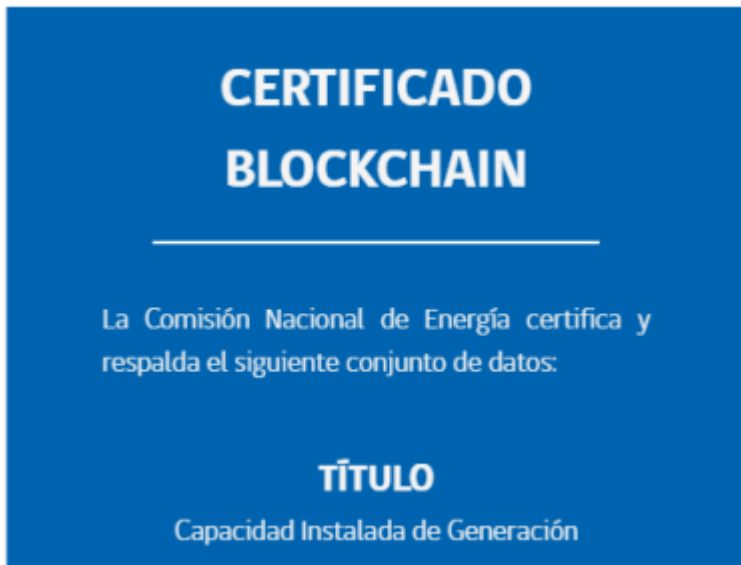 CERTIFICADO
BLOCKCHAIN
La Comisión Nacional de Energía certifica y
respalda el siguiente conjunto de datos:
TÍTULO
Capacidad Instalada de Generación